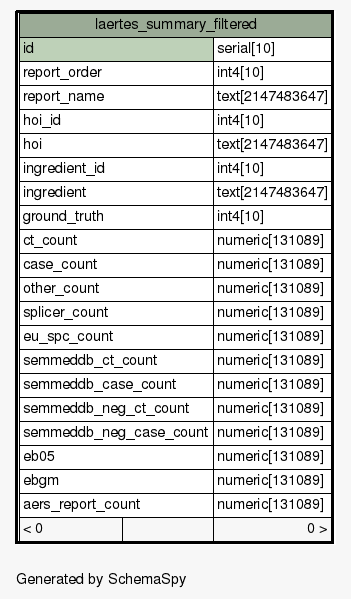 laertes_summary_filtered
id serial[10]
report_order int4[10]
report_name text[2147483647]
hoi_id int4[10]
hoi text[2147483647]
ingredient_id int4[10]
ingredient text[2147483647]
ground_truth int4[10]
ct_count numeric[131089]
case_count numeric[131089]
other_count numeric[131089]
splicer_count numeric[131089]
eu_spc_count numeric[131089]
semmeddb_ct_count numeric[131089]
semmeddb_case_count numeric[131089]
semmeddb_neg_ct_count numeric[131089]
semmeddb_neg_case_count numeric[131089]
eb05 numeric[131089]
ebgm numeric[131089]
aers_report_count numeric[131089]
< 0 0 >
Generated by SchemaSpy